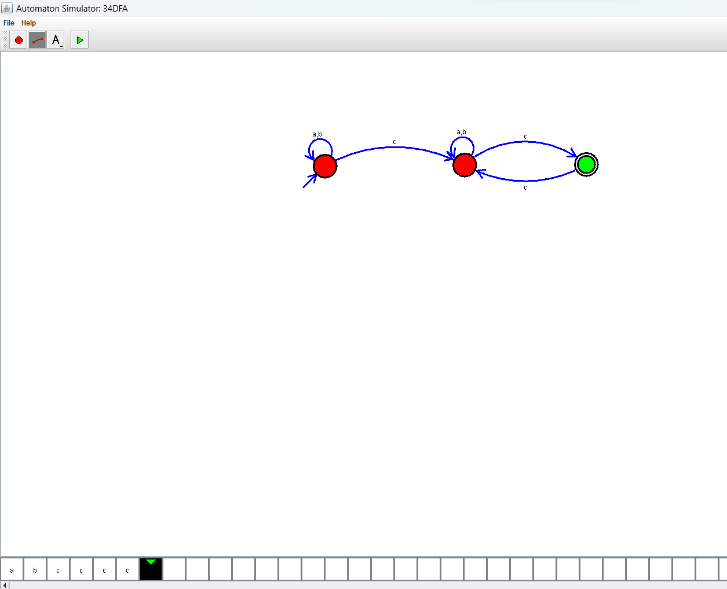 Automaton Simulator: 34DFA
File Help
A
a,b
c
a,b
c
c
a b c c c c